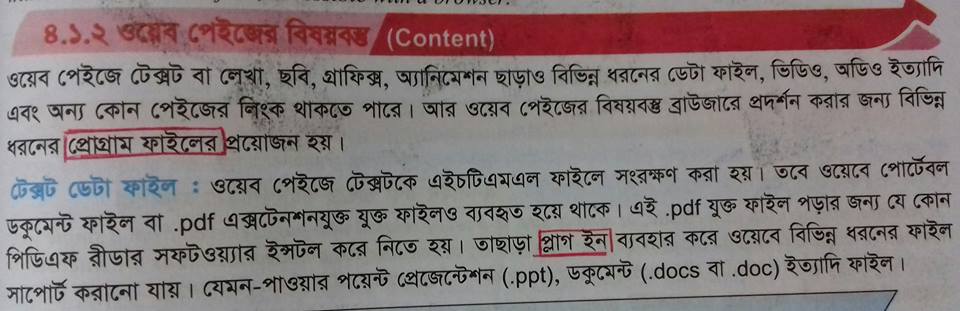 ৪.১.২ ওয়েব পেইজের বিষয়বস্তু (Content)
ওয়েব পেইজে টেক্সট বা লেখা, ছবি, গ্রাফিক্স, অ্যানিমেশন ছাড়াও বিভিন্ন ধরনের ডেটা ফাইল, ভিডিও, অডিও ইত্যাদি
এবং অন্য কোন পেইজের লিংক থাকতে পারে। আর ওয়েব পেইজের বিষয়বস্তু ব্রাউজারে প্রদর্শন করার জন্য বিভিন্ন
ধরনের প্রোগ্রাম ফাইলের প্রয়োজন হয়।
টেক্সট ডেটা ফাইল : ওয়েব পেইজে টেক্সটকে এইচটিএমএল ফাইলে সংরক্ষণ করা হয়। তবে ওয়েবে পোর্টেবল
ডকুমেন্ট ফাইল বা .pdf এক্সটেনশনযুক্ত যুক্ত ফাইলও ব্যবহৃত হয়ে থাকে। এই .pdf যুক্ত ফাইল পড়ার জন্য যে কোন
পিডিএফ রীডার সফটওয়্যার ইন্সটল করে নিতে হয়। তাছাড়া প্লাগ ইন ব্যবহার করে ওয়েবে বিভিন্ন ধরনের ফাইল
সাপোর্ট করানো যায়। যেমন-পাওয়ার পয়েন্ট প্রেজেন্টেশন (.ppt), ডকুমেন্ট (.docs বা .doc) ইত্যাদি ফাইল।